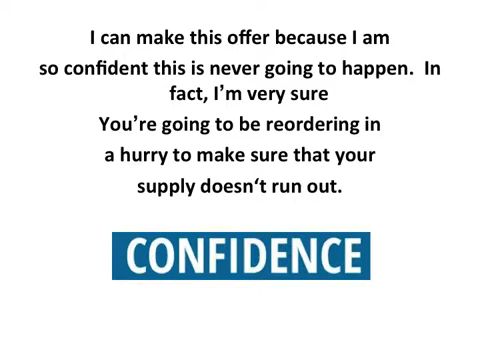 I can make this offer because I am
so confident this is never going to happen.  In
fact, I’m very sure
You’re going to be reordering in
a hurry to make sure that your
supply doesn‘t run out.
CONFIDENCE